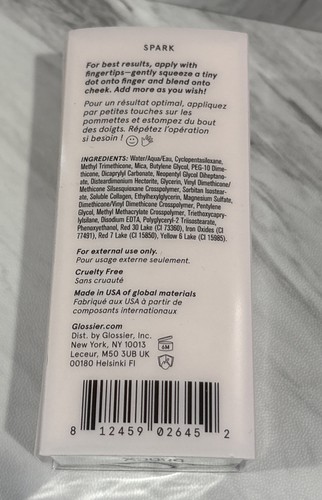 SPARK
For best results, apply with
fingertips—gently squeeze a tiny
dot onto finger and blend onto
cheek. Add more as you wish!
Pour un résultat optimal, appliquez
par petites touches sur les
pommettes et estompez du bout
des doigts. Répétez l'opération
si besoin !
INGREDIENTS: Water/Aqua/Eau, Cyclopentasiloxane,
Methyl Trimethicone, Mica, Butylene Glycol, PEG-10 Dime-
thicone, Dicaprylyl Carbonate, Neopentyl Glycol Diheptano-
ate, Disteardimonium Hectorite, Glycerin, Vinyl Dimethicone/
Methicone Silsesquioxane Crosspolymer, Sorbitan Isostear-
ate, Soluble Collagen, Ethylhexylglycerin, Magnesium Sulfate,
Dimethicone/Vinyl Dimethicone Crosspolymer, Pentylene
Glycol, Methyl Methacrylate Crosspolymer, Triethoxycapry-
lylsilane, Disodium EDTA, Polyglyceryl-2 Triisostearate,
Phenoxyethanol, Red 30 Lake (CI 73360), Iron Oxides (CI
77491), Red 7 Lake (CI 15850), Yellow 6 Lake (CI 15985).
For external use only.
Pour usage externe seulement.
Cruelty Free
Sans cruauté
Made in USA of global materials
Fabriqué aux USA à partir de
composants internationaux
Glossier.com
Dist. by Glossier, Inc.
New York, NY 10013
Leceur, M50 3UB UK
00180 Helsinki FI
6M
8 12459 02645 2